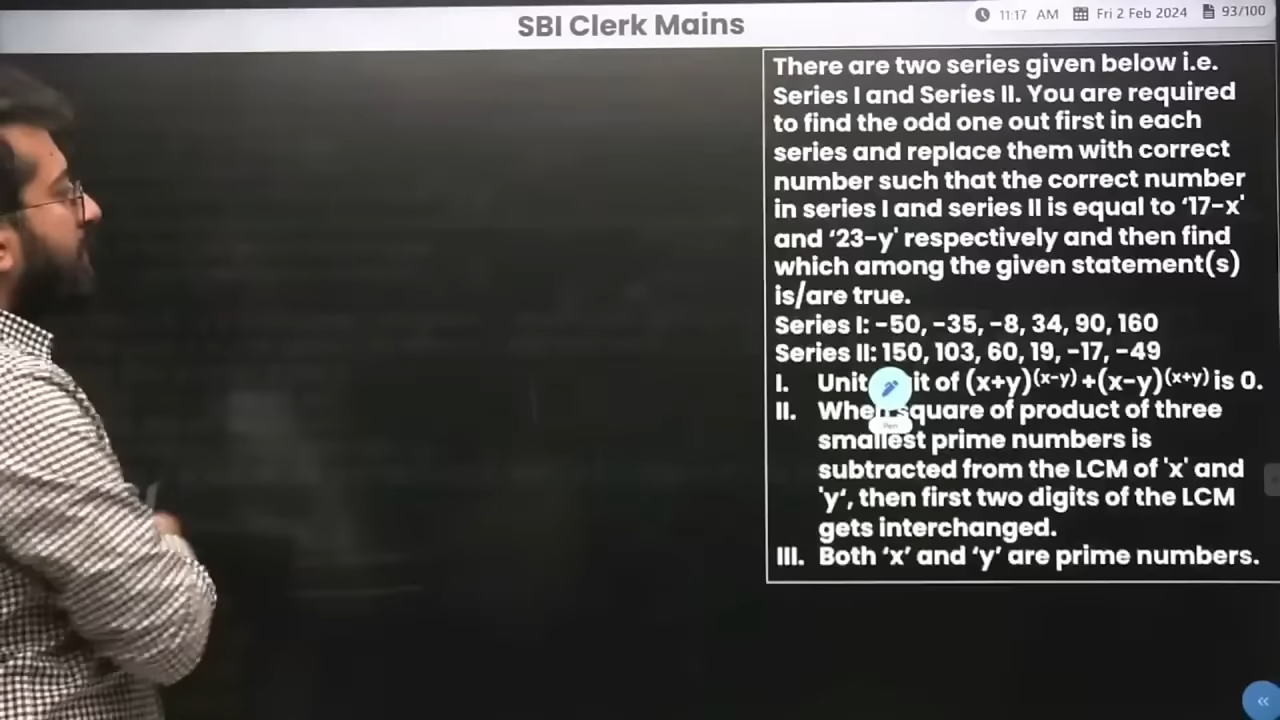 SBI Clerk Mains
11:17 AM Fri 2 Feb 2024 93/100
There are two series given below i.e.
Series I and Series II. You are required
to find the odd one out first in each
series and replace them with correct
number such that the correct number
in series I and series II is equal to ‘17-x'
and ‘23-y' respectively and then find
which among the given statement(s)
is/are true.
Series I: -50, -35, -8, 34, 90, 160
Series II: 150, 103, 60, 19, -17, -49
I. Unit digit of (x+y)⁽ˣ⁻ʸ⁾ +(x-y)⁽ˣ⁺ʸ⁾ is 0.
II. When square of product of three
Pen
smallest prime numbers is
subtracted from the LCM of 'x' and
'y‘, then first two digits of the LCM
gets interchanged.
III. Both ‘x’ and ‘y’ are prime numbers.
«